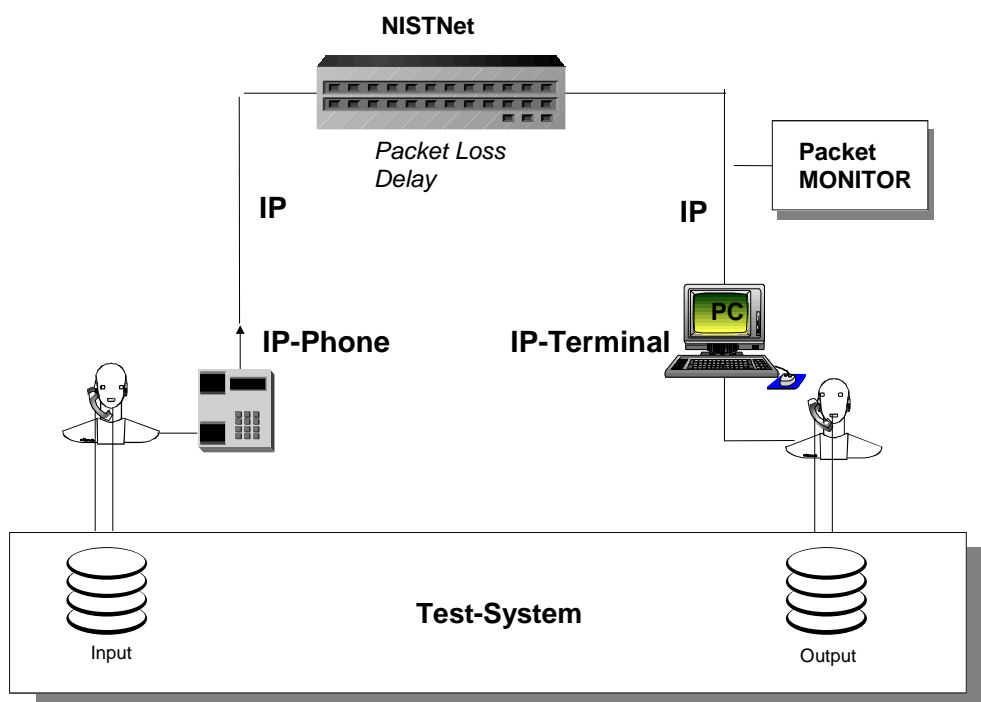 NISTNet
Packet Loss
Delay
Packet
MONITOR
IP
IP
PC
IP-Phone
IP-Terminal
Test-System
Input
Output